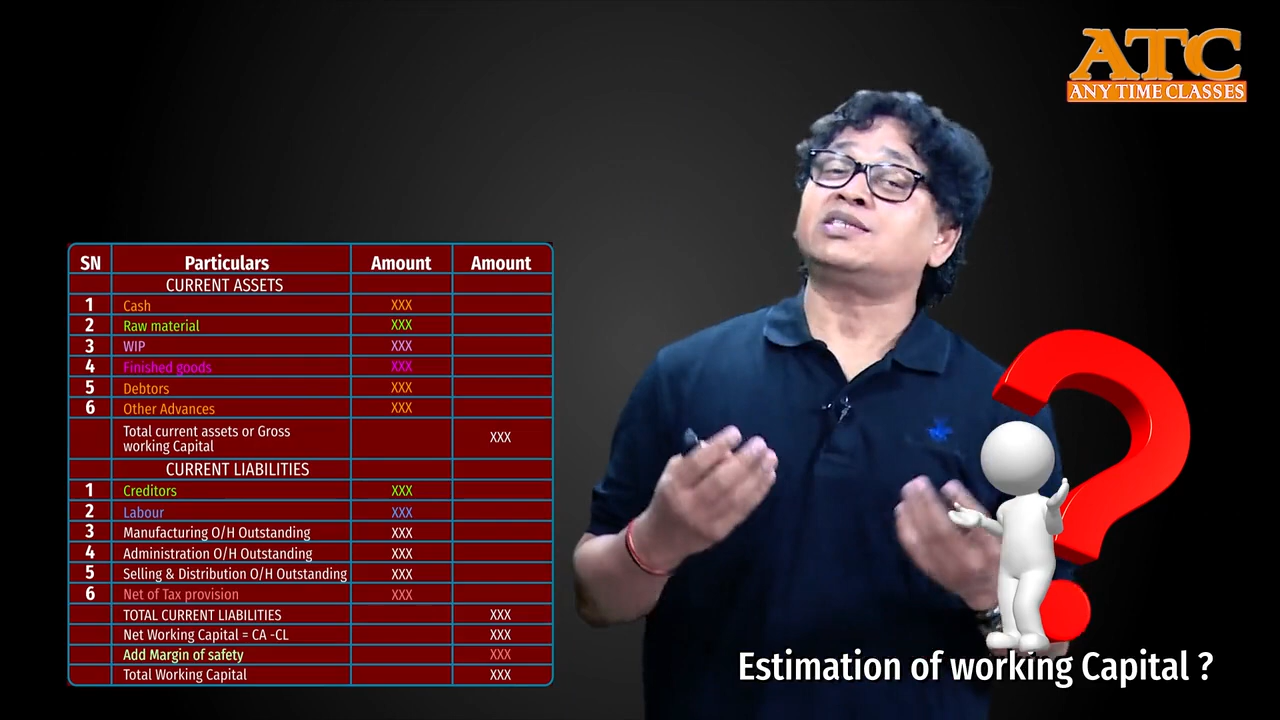 ATC
ANY TIME CLASSES
SN Particulars Amount Amount
CURRENT ASSETS
1 Cash XXX
2 Raw material XXX
3 WIP XXX
4 Finished goods XXX
5 Debtors XXX
6 Other Advances XXX
Total current assets or Gross
working Capital XXX
CURRENT LIABILITIES
1 Creditors XXX
2 Labour XXX
3 Manufacturing O/H Outstanding XXX
4 Administration O/H Outstanding XXX
5 Selling & Distribution O/H Outstanding XXX
6 Net of Tax provision XXX
TOTAL CURRENT LIABILITIES XXX
Net Working Capital = CA -CL XXX
Add Margin of safety XXX
Total Working Capital XXX
Estimation of working Capital ?